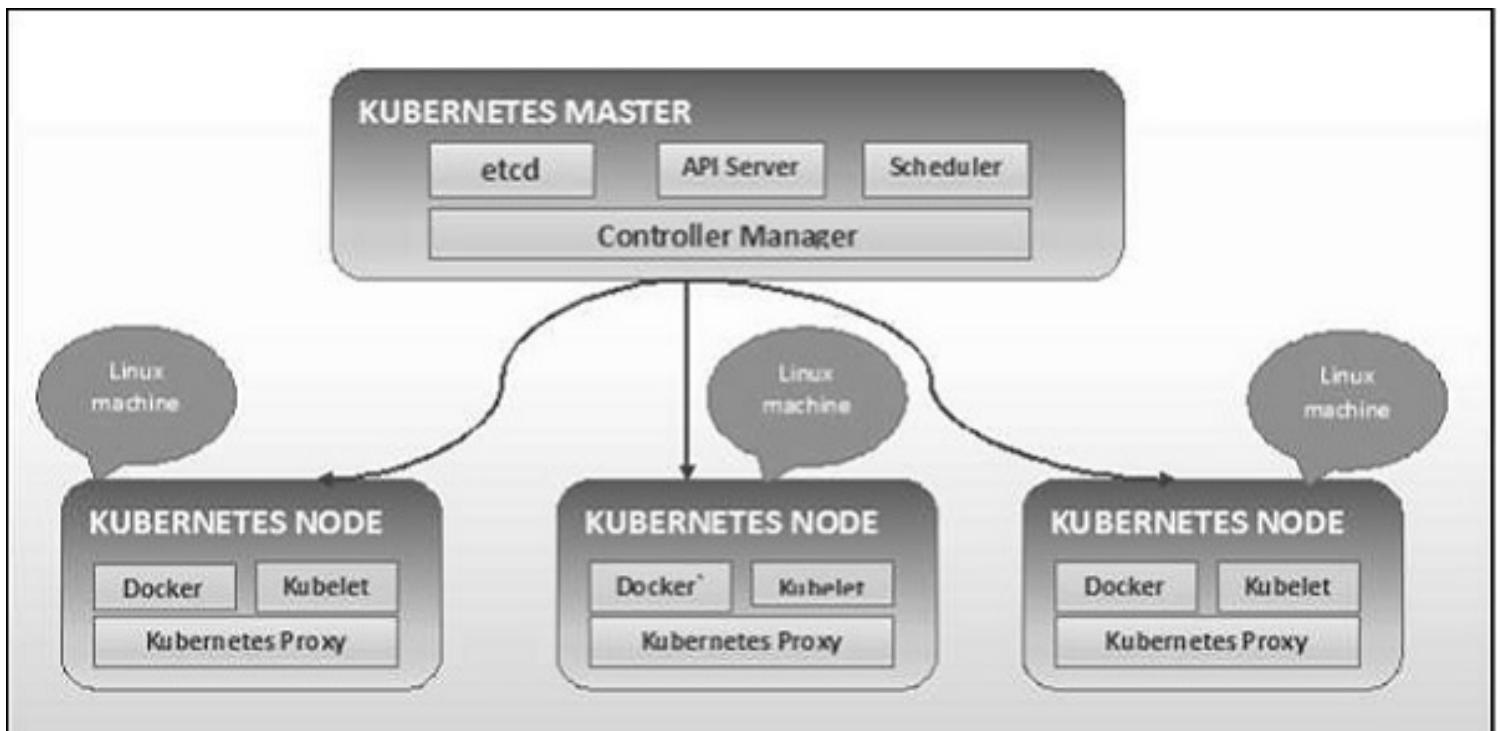 KUBERNETES MASTER
etcd
API Server
Scheduler
Controller Manager
Linux
machine
Linux
machine
Linux
machine
KUBERNETES NODE
Docker
Kubelet
Kubernetes Proxy
KUBERNETES NODE
Docker`
Kubelet
Kubernetes Proxy
KUBERNETES NODE
Docker
Kubelet
Kubernetes Proxy